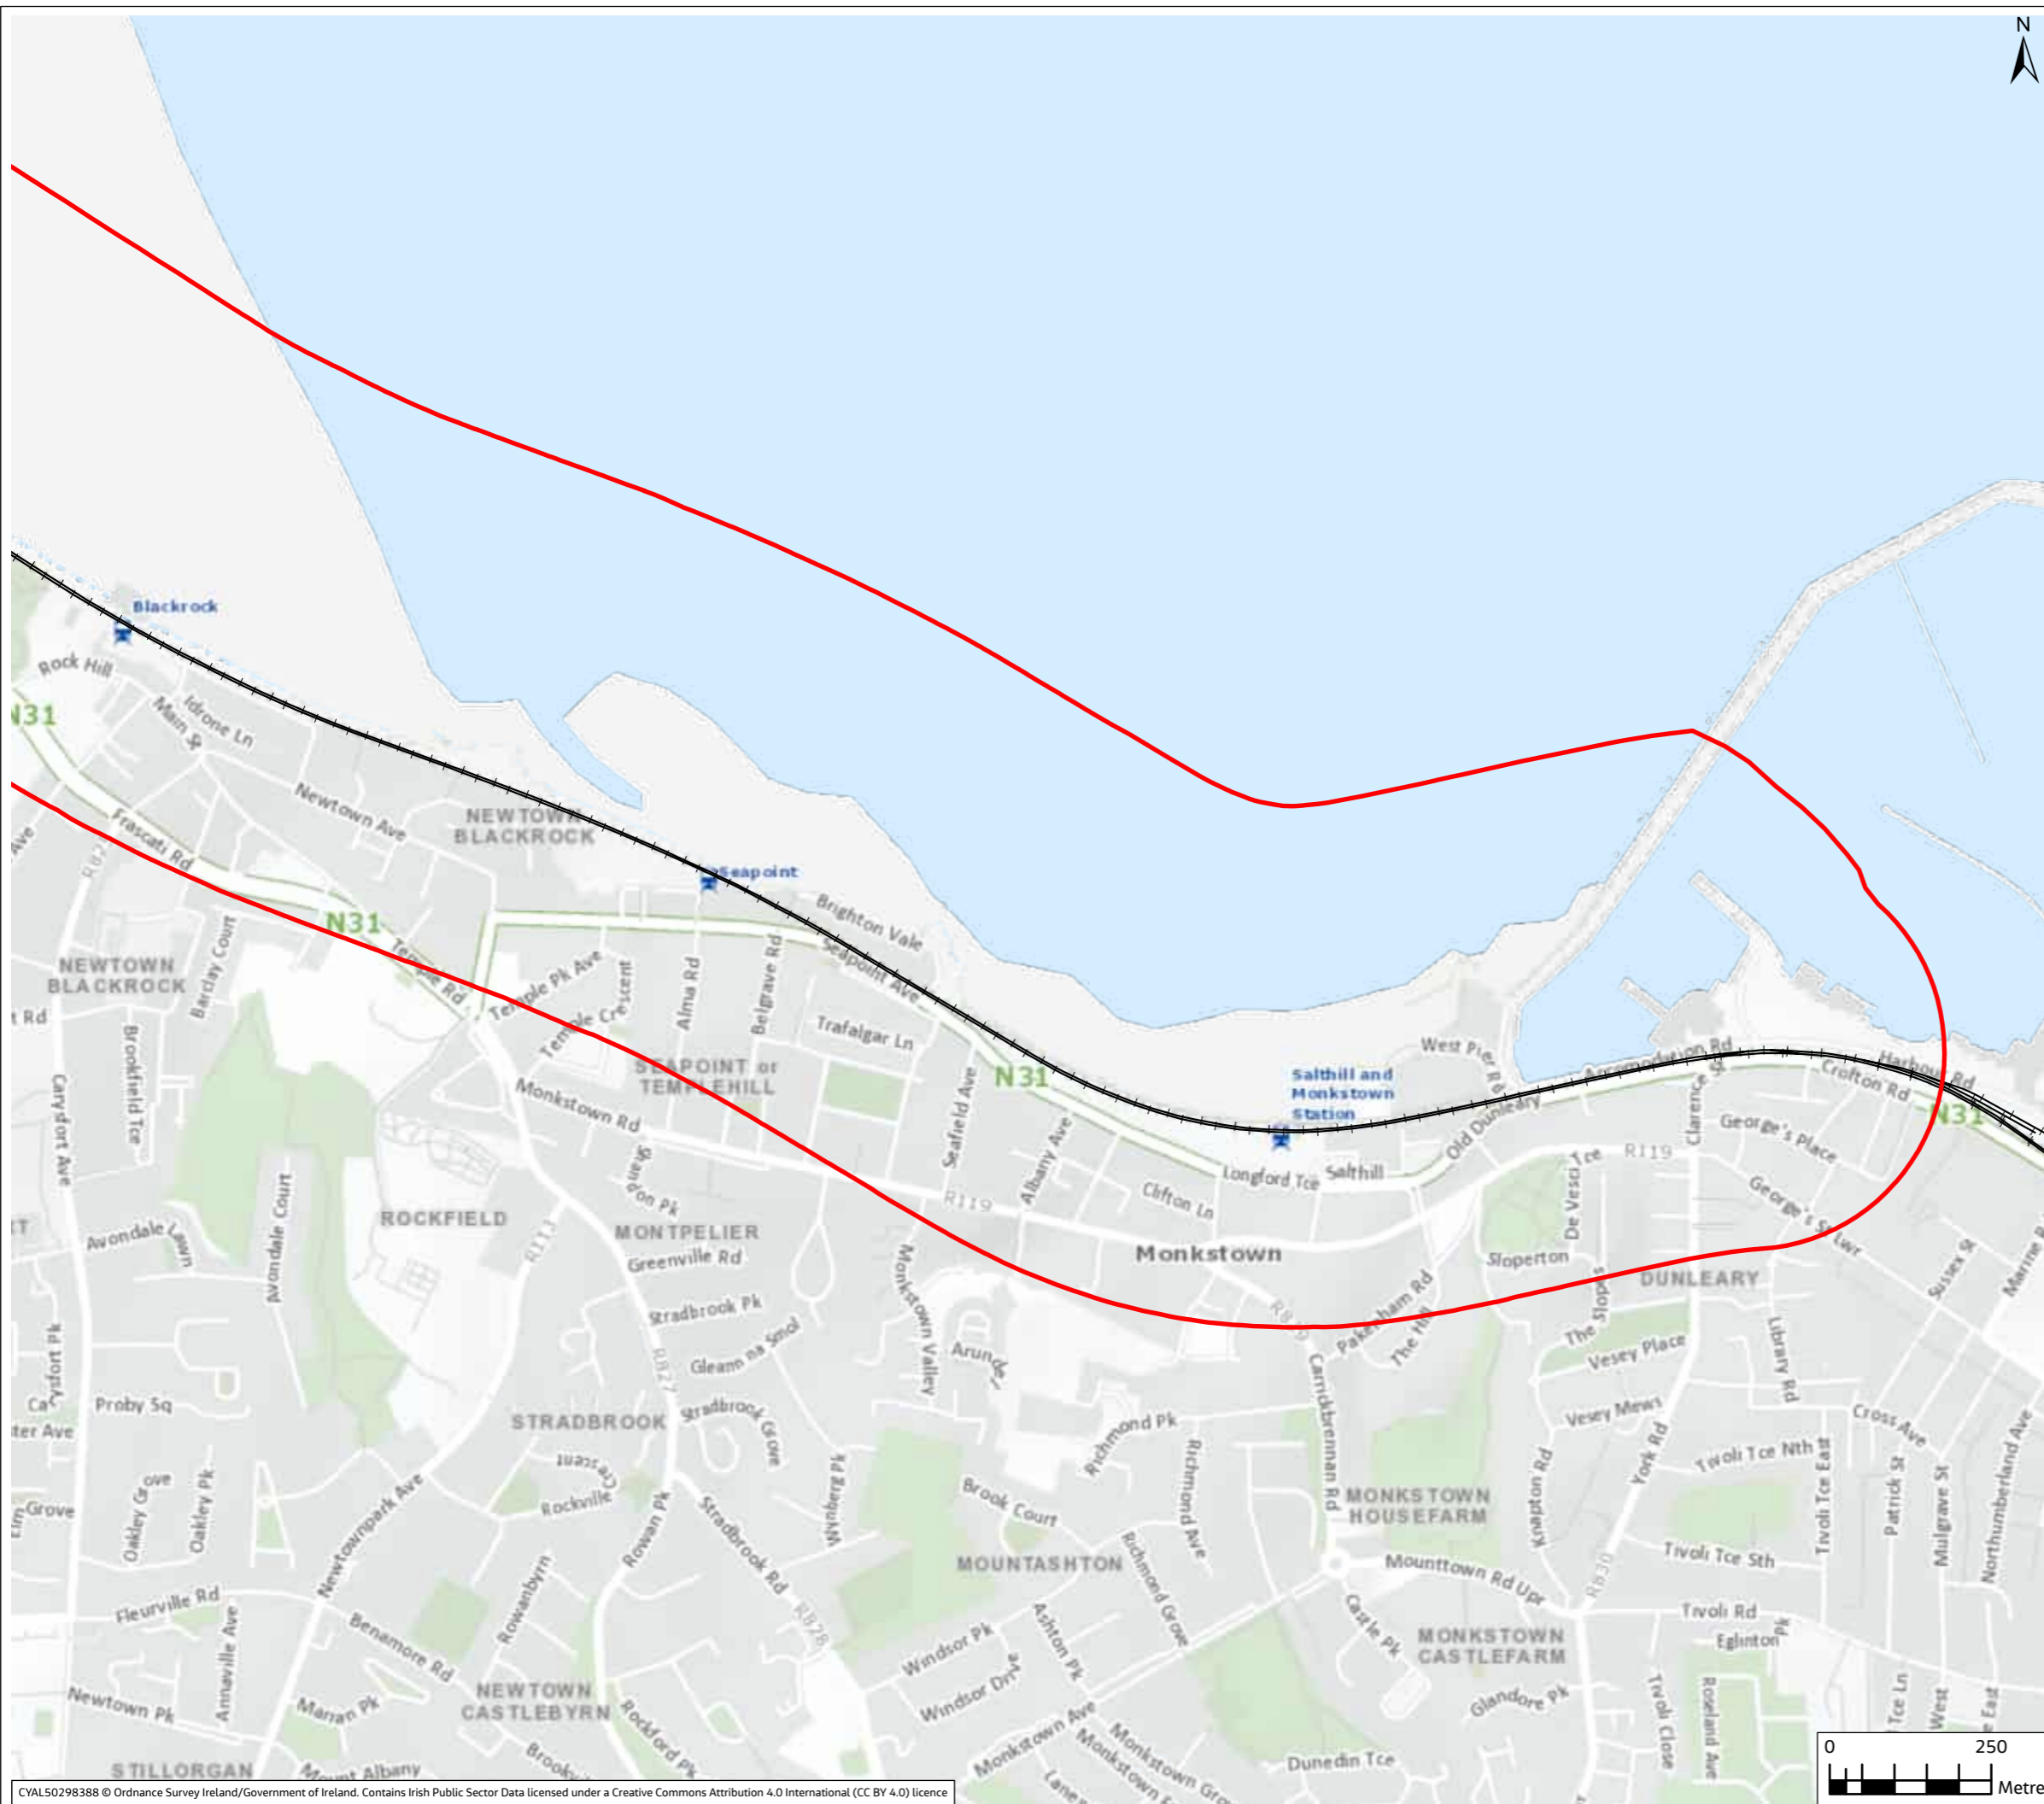 N
Blackrock
Rock Hill
N31
Main St
Idrone Ln
Newtown Ave
NEWTOWN
BLACKROCK
Frascati Rd
Seapoint
Brighton Vale
Seapoint Ave
N31
Temple Rd
Barclay Court
NEWTOWN
BLACKROCK
Brookfield Tce
Temple Pk Ave
Temple Crescent
Alma Rd
Belgrave Rd
Trafalgar Ln
SEAPOINT or
TEMPLEHILL
Seafield Ave
N31
Albany Ave
Salthill and
Monkstown
Station
West Pier Rd
Accomodation Rd
Old Dunleary
Clarence St
Harbour Rd
Crofton Rd
N31
George's Place
R119
De Vesci Tce
George's St Lwr
Longford Tce
Salthill
Clifton Ln
R119
Monkstown
Monkstown Rd
Carysfort Ave
Avondale Lawn
Avondale Court
ROCKFIELD
R113
MONTPELIER
Greenville Rd
Stradbrook Pk
Gleann na Smol
Monkstown Valley
Sloperton
DUNLEARY
Sussex St
The Slopes
Vesey Place
Library Rd
Pakenham Rd
The Hill
R827
Carysfort Pk
Proby Sq
STRADBROOK
Stradbrook Grove
Richmond Pk
Richmond Ave
Carrickbrennan Rd
Vesey Mews
Cross Ave
York Rd
Knapton Rd
Tivoli Tce Nth
Tivoli Tce East
Patrick St
Mulgrave St
Northumberland Ave
Oakley Grove
Oakley Pk
Newtownpark Ave
Rockville Crescent
Rowan Pk
Stradbrook Rd
Wynberg Pk
Brook Court
MONKSTOWN
HOUSEFARM
MOUNTASHTON
Richmond Grove
Mounttown Rd Upr
R830
Tivoli Tce Sth
Tivoli Rd
Eglinton Pk
Fleurville Rd
Annaville Ave
Benamore Rd
Rowanbyrn
R828
Windsor Pk
Windsor Drive
Ashton Pk
Castle Pk
MONKSTOWN
CASTLEFARM
Glandore Pk
Tivoli Close
Roseland Ave
Newtown Pk
Marran Pk
NEWTOWN
CASTLEBYRN
Rockford Pk
Monkstown Ave
Dunedin Tce
STILLORGAN
Mount Albany
0 250
Metre
CYAL50298388 © Ordnance Survey Ireland/Government of Ireland. Contains Irish Public Sector Data licensed under a Creative Commons Attribution 4.0 International (CC BY 4.0) licence